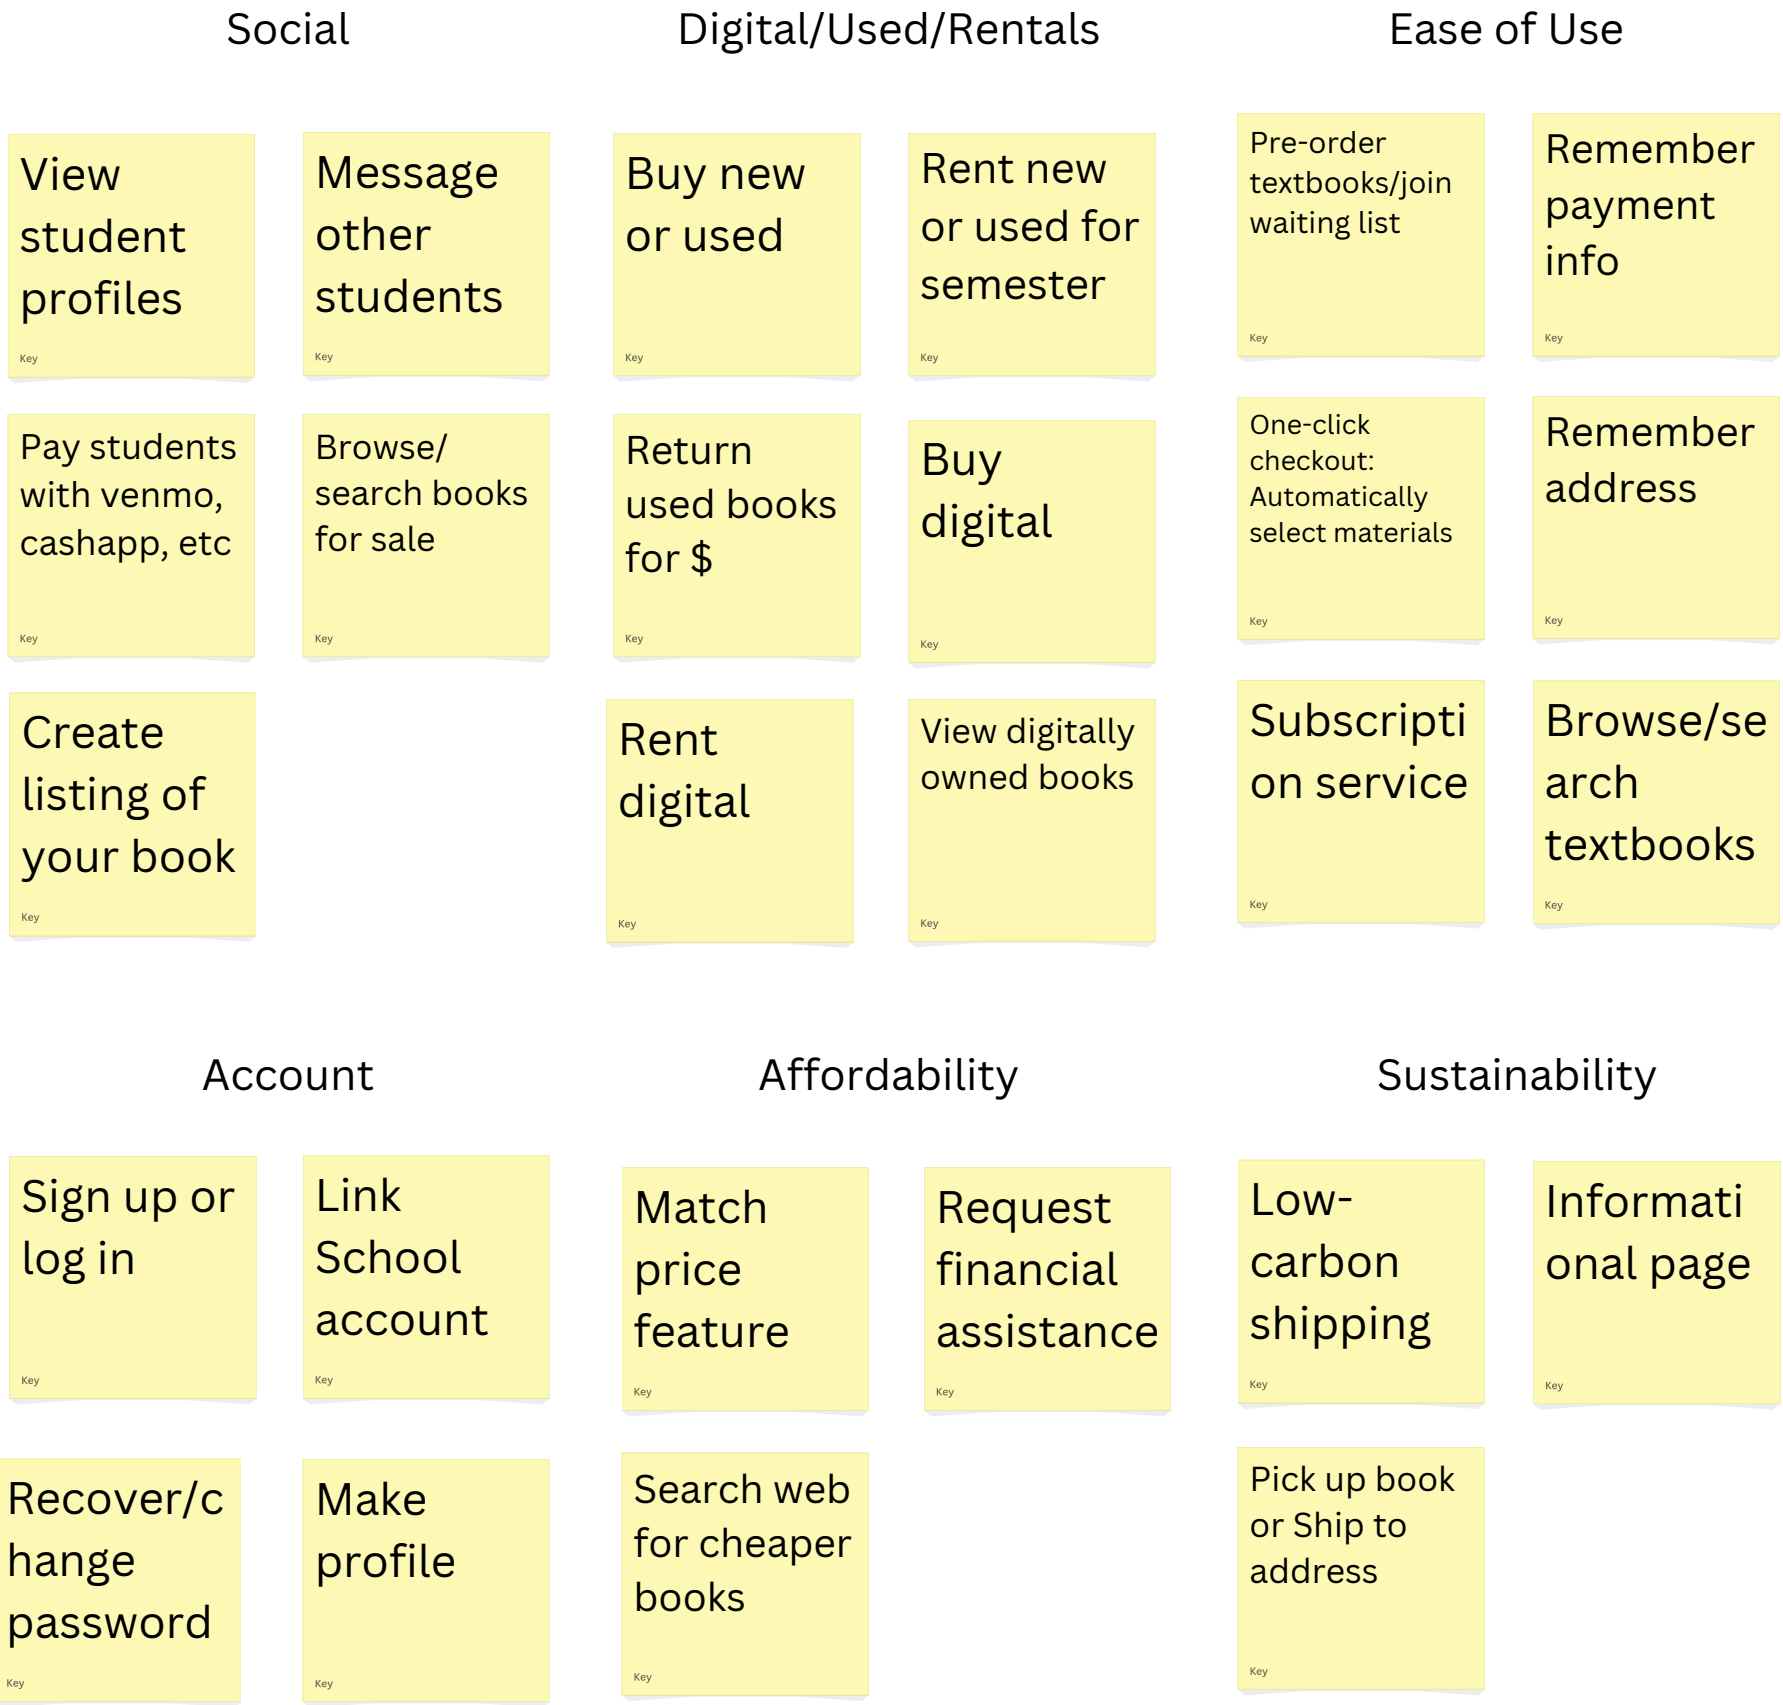 Social
View
student
profiles
Key
Message
other
students
Key
Pay students
with venmo,
cashapp, etc
Key
Browse/
search books
for sale
Key
Create
listing of
your book
Key
Digital/Used/Rentals
Buy new
or used
Key
Rent new
or used for
semester
Key
Return
used books
for $
Key
Buy
digital
Key
Rent
digital
Key
View digitally
owned books
Key
Ease of Use
Pre-order
textbooks/join
waiting list
Key
Remember
payment
info
Key
One-click
checkout:
Automatically
select materials
Key
Remember
address
Key
Subscripti
on service
Key
Browse/se
arch
textbooks
Key
Account
Sign up or
log in
Key
Link
School
account
Key
Recover/c
hange
password
Key
Make
profile
Key
Affordability
Match
price
feature
Key
Request
financial
assistance
Key
Search web
for cheaper
books
Key
Sustainability
Low-
carbon
shipping
Key
Informati
onal page
Key
Pick up book
or Ship to
address
Key